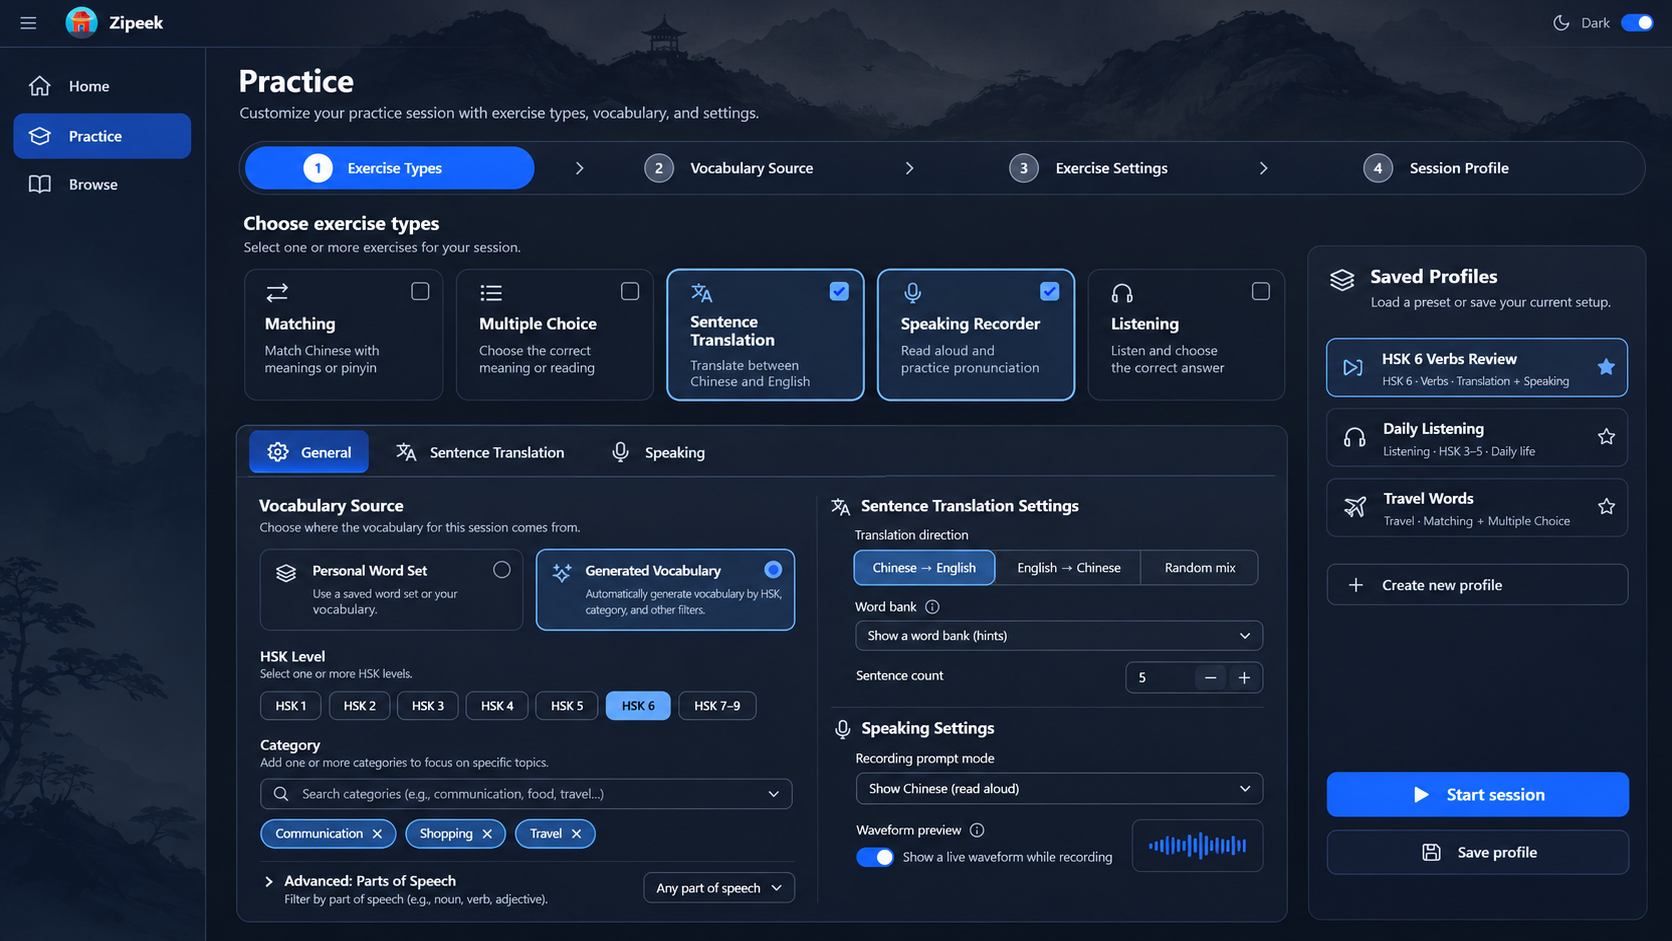 Zipeek
Dark
Home
Practice
Browse
Practice
Customize your practice session with exercise types, vocabulary, and settings.
1 Exercise Types
2 Vocabulary Source
3 Exercise Settings
4 Session Profile
Choose exercise types
Select one or more exercises for your session.
Matching
Match Chinese with
meanings or pinyin
Multiple Choice
Choose the correct
meaning or reading
Sentence
Translation
Translate between
Chinese and English
Speaking Recorder
Read aloud and
practice pronunciation
Listening
Listen and choose
the correct answer
General
Sentence Translation
Speaking
Vocabulary Source
Choose where the vocabulary for this session comes from.
Personal Word Set
Use a saved word set or your
vocabulary.
Generated Vocabulary
Automatically generate vocabulary by HSK,
category, and other filters.
HSK Level
Select one or more HSK levels.
HSK 1
HSK 2
HSK 3
HSK 4
HSK 5
HSK 6
HSK 7–9
Category
Add one or more categories to focus on specific topics.
Search categories (e.g., communication, food, travel...)
Communication ×
Shopping ×
Travel ×
Advanced: Parts of Speech
Filter by part of speech (e.g., noun, verb, adjective).
Any part of speech
Sentence Translation Settings
Translation direction
Chinese → English
English → Chinese
Random mix
Word bank
Show a word bank (hints)
Sentence count
5 − +
Speaking Settings
Recording prompt mode
Show Chinese (read aloud)
Waveform preview
Show a live waveform while recording
Saved Profiles
Load a preset or save your current setup.
HSK 6 Verbs Review
HSK 6 · Verbs · Translation + Speaking
Daily Listening
Listening · HSK 3–5 · Daily life
Travel Words
Travel · Matching + Multiple Choice
+ Create new profile
Start session
Save profile